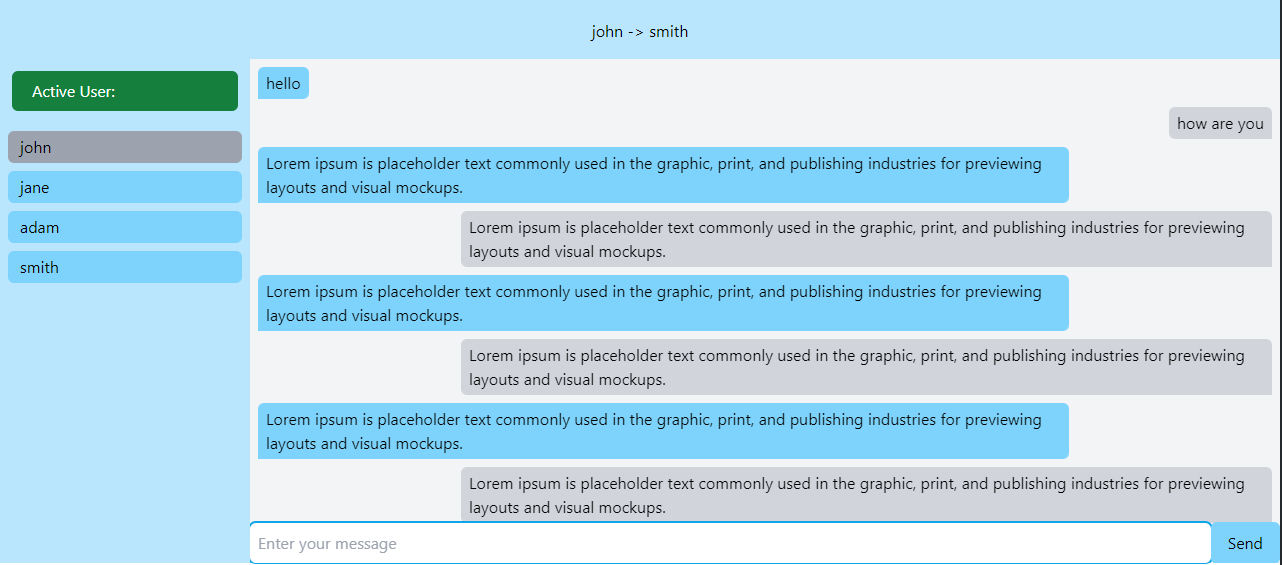 john -> smith
Active User:
john
jane
adam
smith
hello
how are you
Lorem ipsum is placeholder text commonly used in the graphic, print, and publishing industries for previewing
layouts and visual mockups.
Lorem ipsum is placeholder text commonly used in the graphic, print, and publishing industries for previewing
layouts and visual mockups.
Lorem ipsum is placeholder text commonly used in the graphic, print, and publishing industries for previewing
layouts and visual mockups.
Lorem ipsum is placeholder text commonly used in the graphic, print, and publishing industries for previewing
layouts and visual mockups.
Lorem ipsum is placeholder text commonly used in the graphic, print, and publishing industries for previewing
layouts and visual mockups.
Lorem ipsum is placeholder text commonly used in the graphic, print, and publishing industries for previewing
layouts and visual mockups.
Enter your message
Send